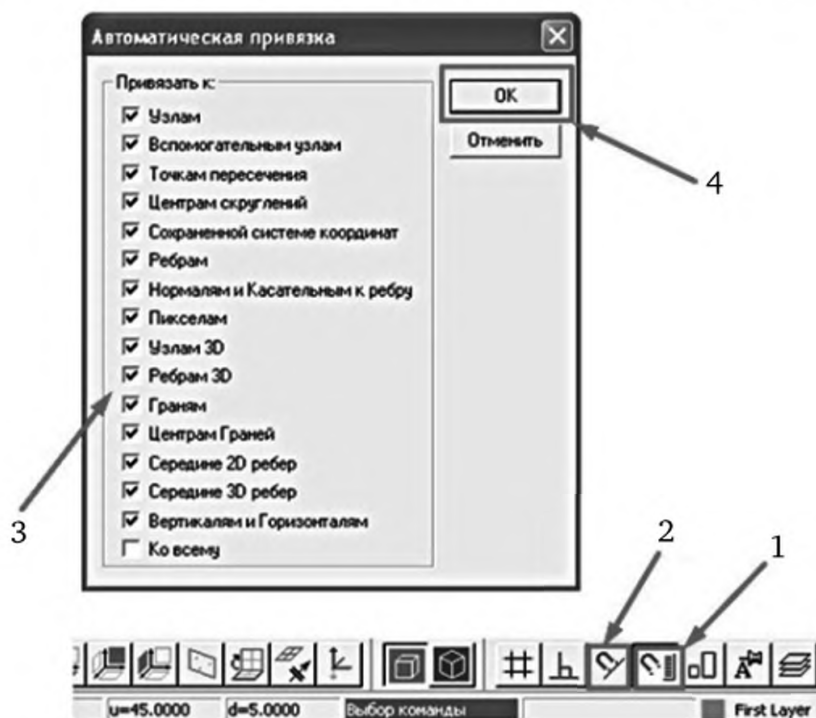 Автоматическая привязка
Привязать к:
Узлам
Вспомогательным узлам
Точкам пересечения
Центрам скруглений
Сохраненной системе координат
Ребрам
Нормалям и Касательным к ребру
Пикселам
Узлам 3D
Ребрам 3D
Граням
Центрам Граней
Середине 2D ребер
Середине 3D ребер
Вертикалям и Горизонталям
Ко всему
OK
Отменить
4
3
2
1
u=45.0000 d=5.0000 Выбор команды First Layer